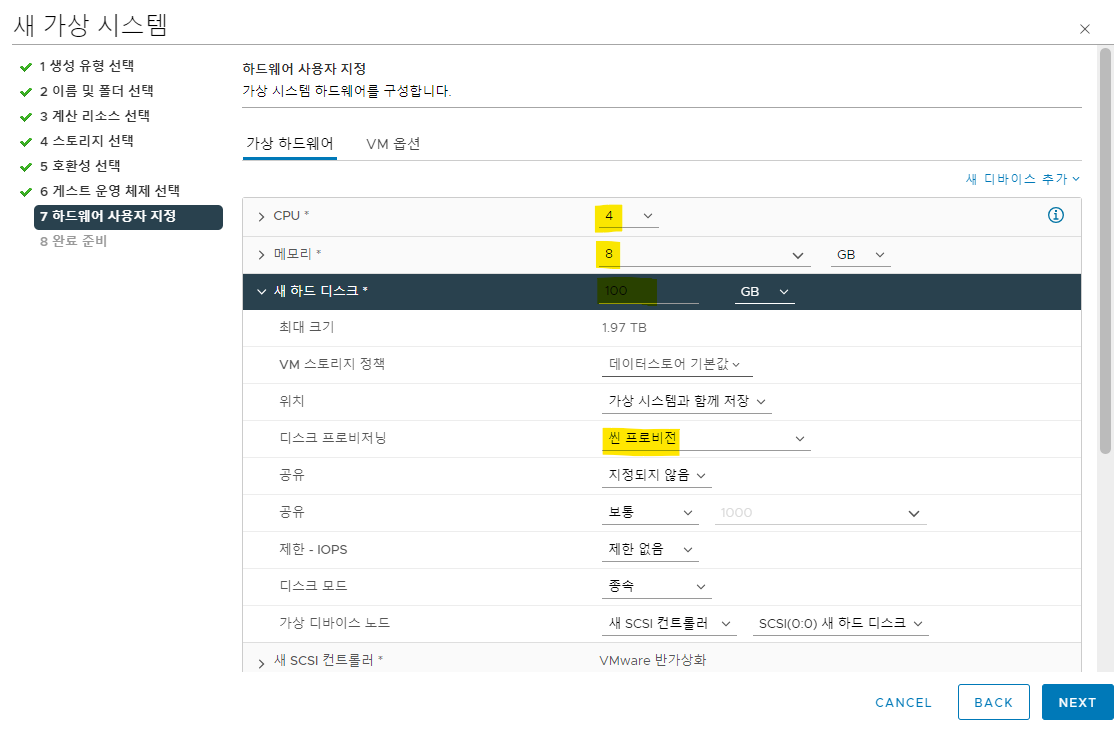 새 가상 시스템
1 생성 유형 선택
2 이름 및 폴더 선택
3 계산 리소스 선택
4 스토리지 선택
5 호환성 선택
6 게스트 운영 체제 선택
7 하드웨어 사용자 지정
8 완료 준비
하드웨어 사용자 지정
가상 시스템 하드웨어를 구성합니다.
가상 하드웨어 VM 옵션
새 디바이스 추가
CPU * 4
메모리 * 8 GB
새 하드 디스크 * 100 GB
최대 크기 1.97 TB
VM 스토리지 정책 데이터스토어 기본값
위치 가상 시스템과 함께 저장
디스크 프로비저닝 씬 프로비전
공유 지정되지 않음
공유 보통 1000
제한 - IOPS 제한 없음
디스크 모드 종속
가상 디바이스 노드 새 SCSI 컨트롤러 SCSI(0:0) 새 하드 디스크
새 SCSI 컨트롤러 * VMware 반가상화
CANCEL BACK NEXT